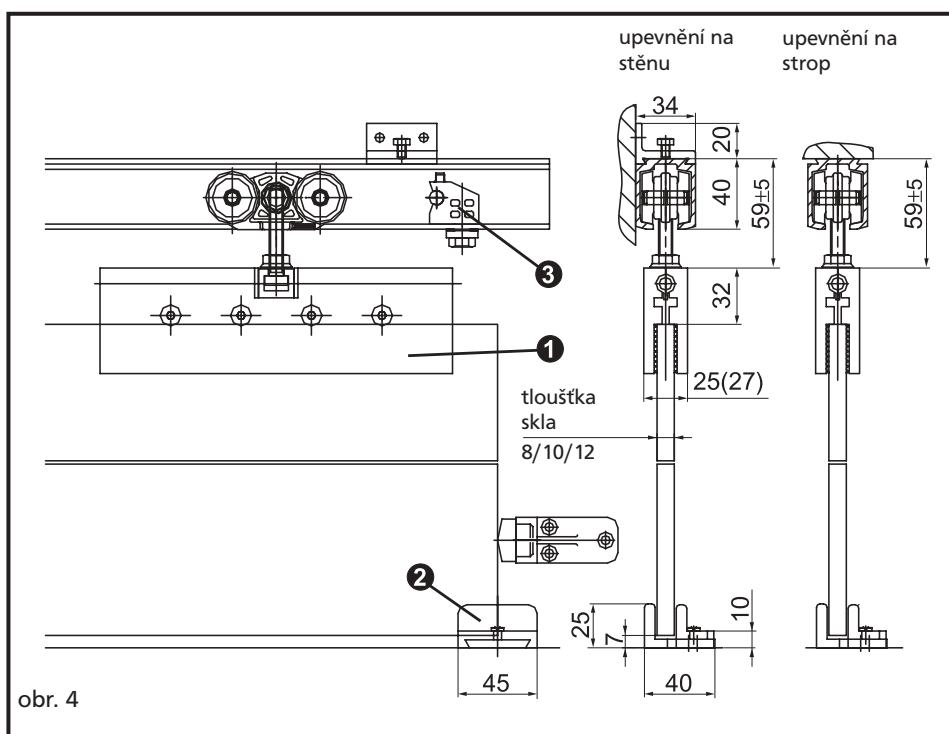 upevnění na
stěnu
upevnění na
strop
34
20
40
59±5
59±5
3
32
1
25(27)
tloušťka
skla
8/10/12
2
25
7
10
45
40
obr. 4